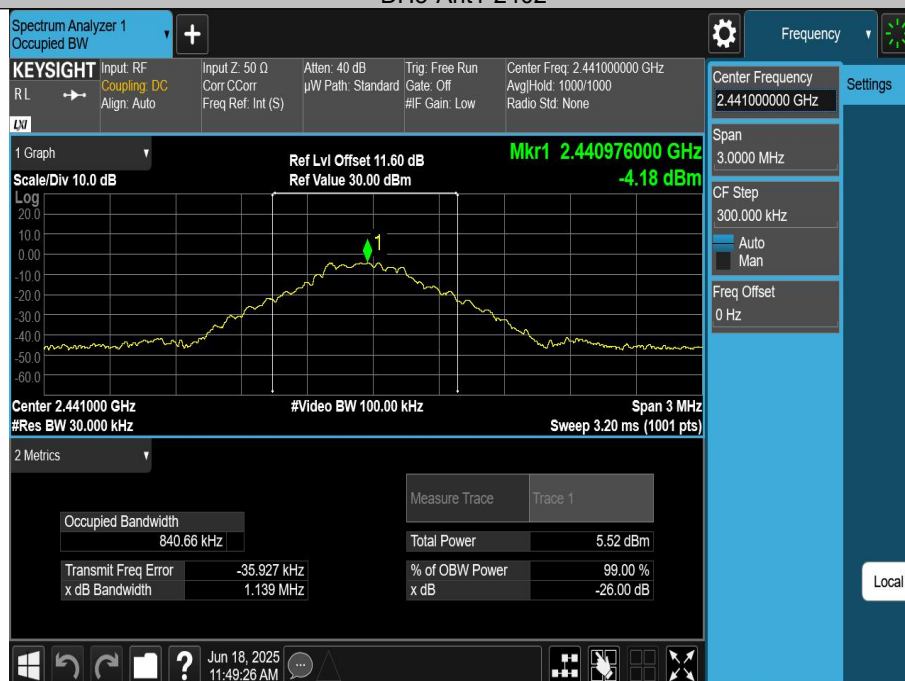 Spectrum Analyzer 1
Occupied BW
+
Frequency
KEYSIGHT
RL
LXI
Input: RF
Coupling: DC
Align: Auto
Input Z: 50 Ω
Corr CCorr
Freq Ref: Int (S)
Atten: 40 dB
µW Path: Standard
Trig: Free Run
Gate: Off
#IF Gain: Low
Center Freq: 2.441000000 GHz
Avg|Hold: 1000/1000
Radio Std: None
Center Frequency
2.441000000 GHz
Settings
Span
3.0000 MHz
CF Step
300.000 kHz
Auto
Man
Freq Offset
0 Hz
Local
1 Graph
Scale/Div 10.0 dB
Ref Lvl Offset 11.60 dB
Ref Value 30.00 dBm
Mkr1 2.440976000 GHz
-4.18 dBm
Log
20.0
10.0
0.00
-10.0
-20.0
-30.0
-40.0
-50.0
-60.0
1
Center 2.441000 GHz
#Res BW 30.000 kHz
#Video BW 100.00 kHz
Span 3 MHz
Sweep 3.20 ms (1001 pts)
2 Metrics
Measure Trace Trace 1
Occupied Bandwidth
840.66 kHz
Total Power 5.52 dBm
Transmit Freq Error -35.927 kHz
% of OBW Power 99.00 %
x dB Bandwidth 1.139 MHz
x dB -26.00 dB
?
Jun 18, 2025
11:49:26 AM